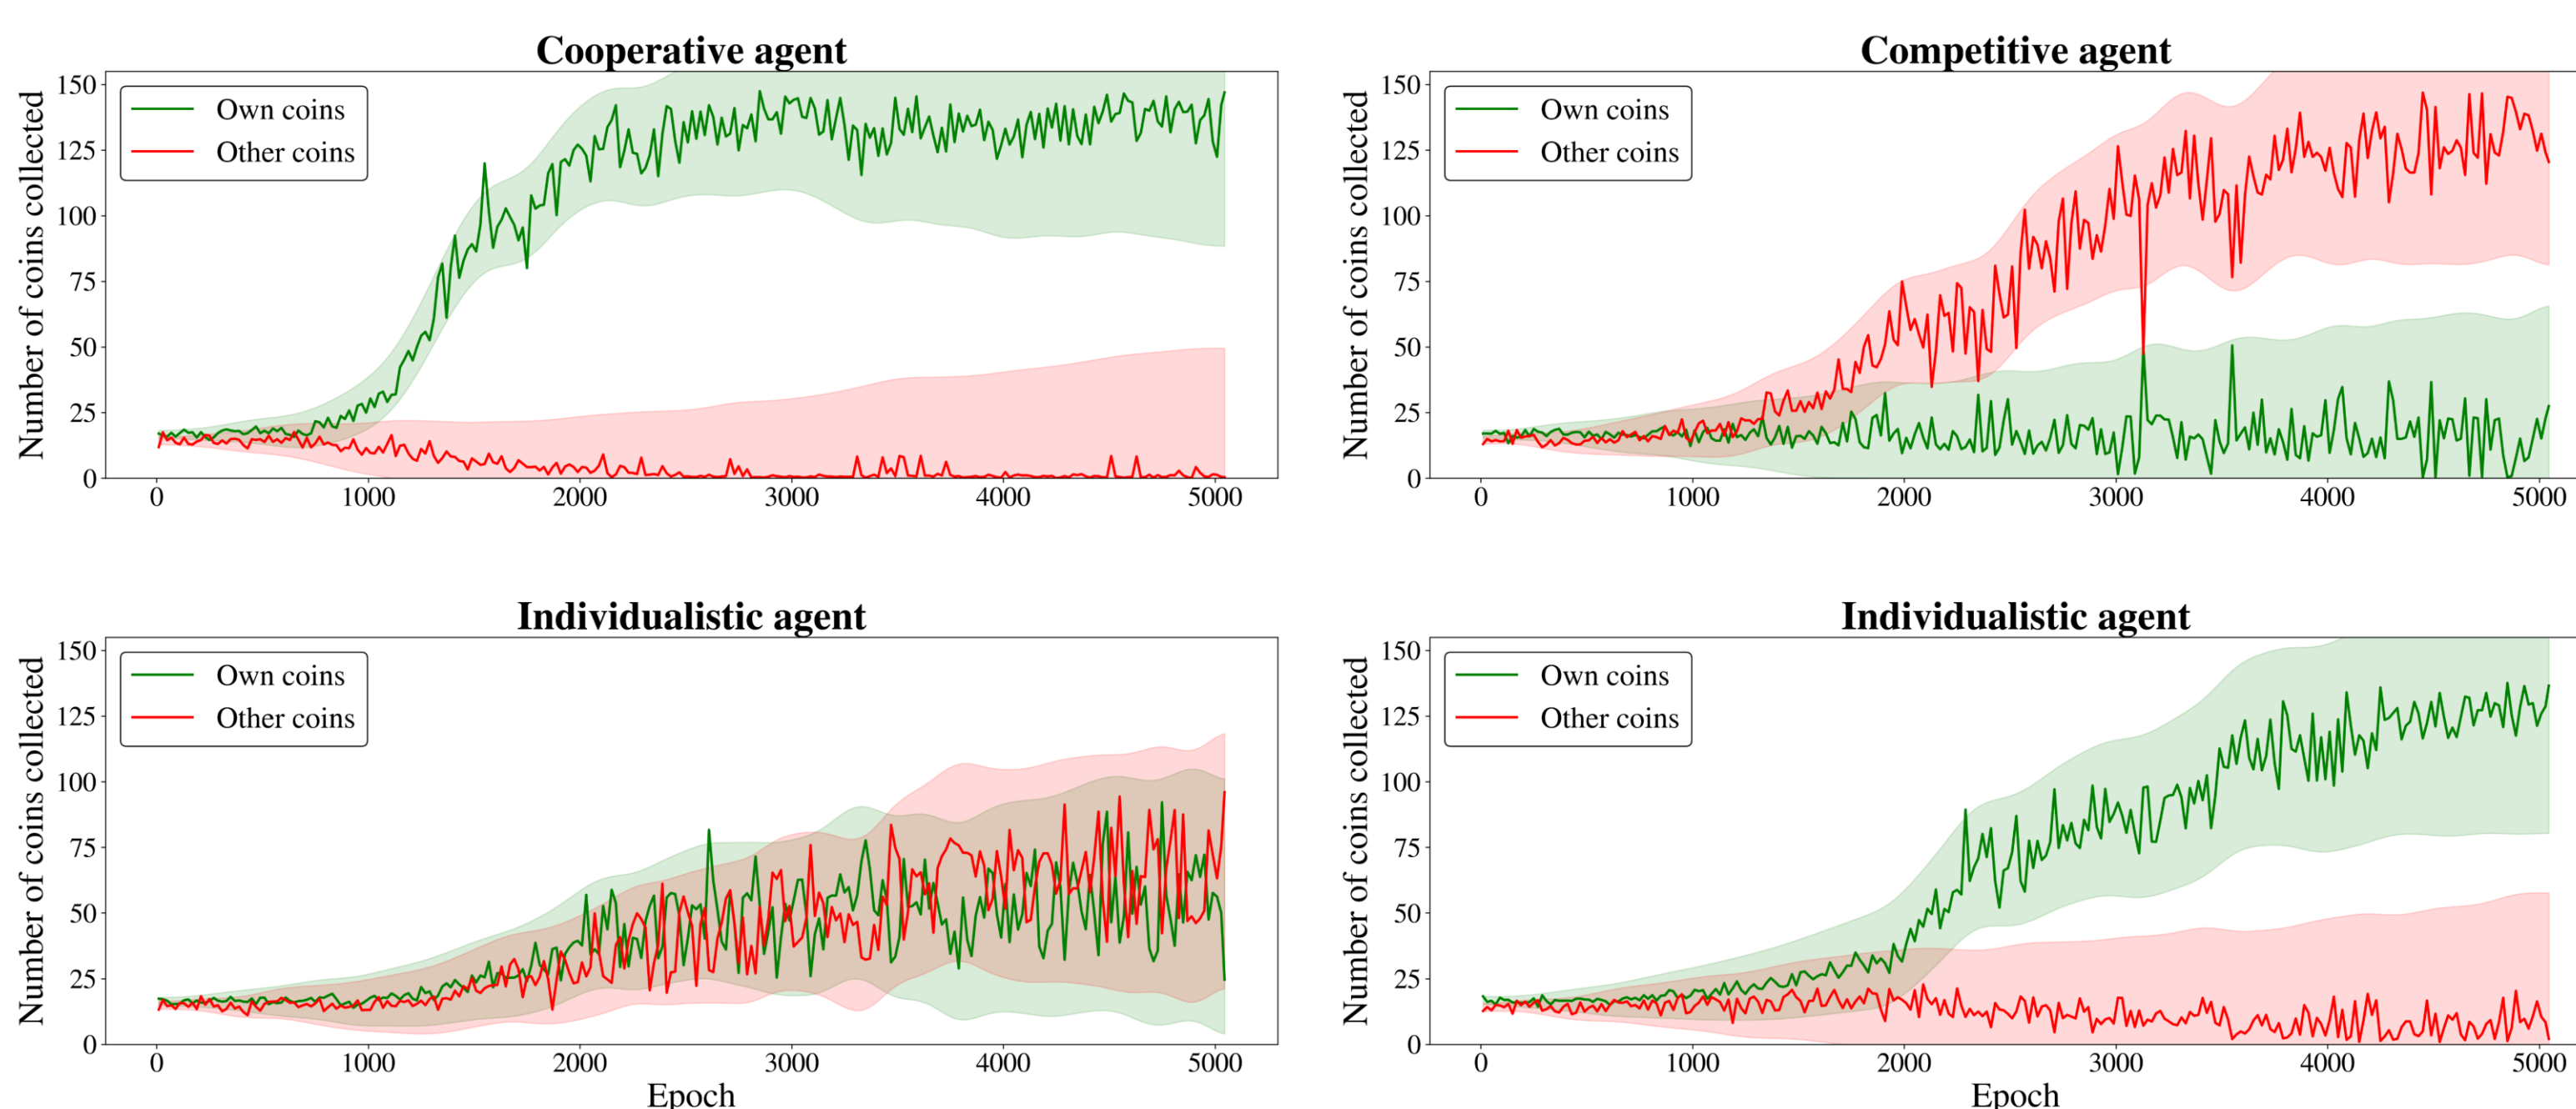 Cooperative agent
Number of coins collected
150
125
100
75
50
25
0
Own coins
Other coins
0 1000 2000 3000 4000 5000
Competitive agent
Number of coins collected
150
125
100
75
50
25
0
Own coins
Other coins
0 1000 2000 3000 4000 5000
Individualistic agent
Number of coins collected
150
125
100
75
50
25
0
Own coins
Other coins
0 1000 2000 3000 4000 5000
Epoch
Individualistic agent
Number of coins collected
150
125
100
75
50
25
0
Own coins
Other coins
0 1000 2000 3000 4000 5000
Epoch